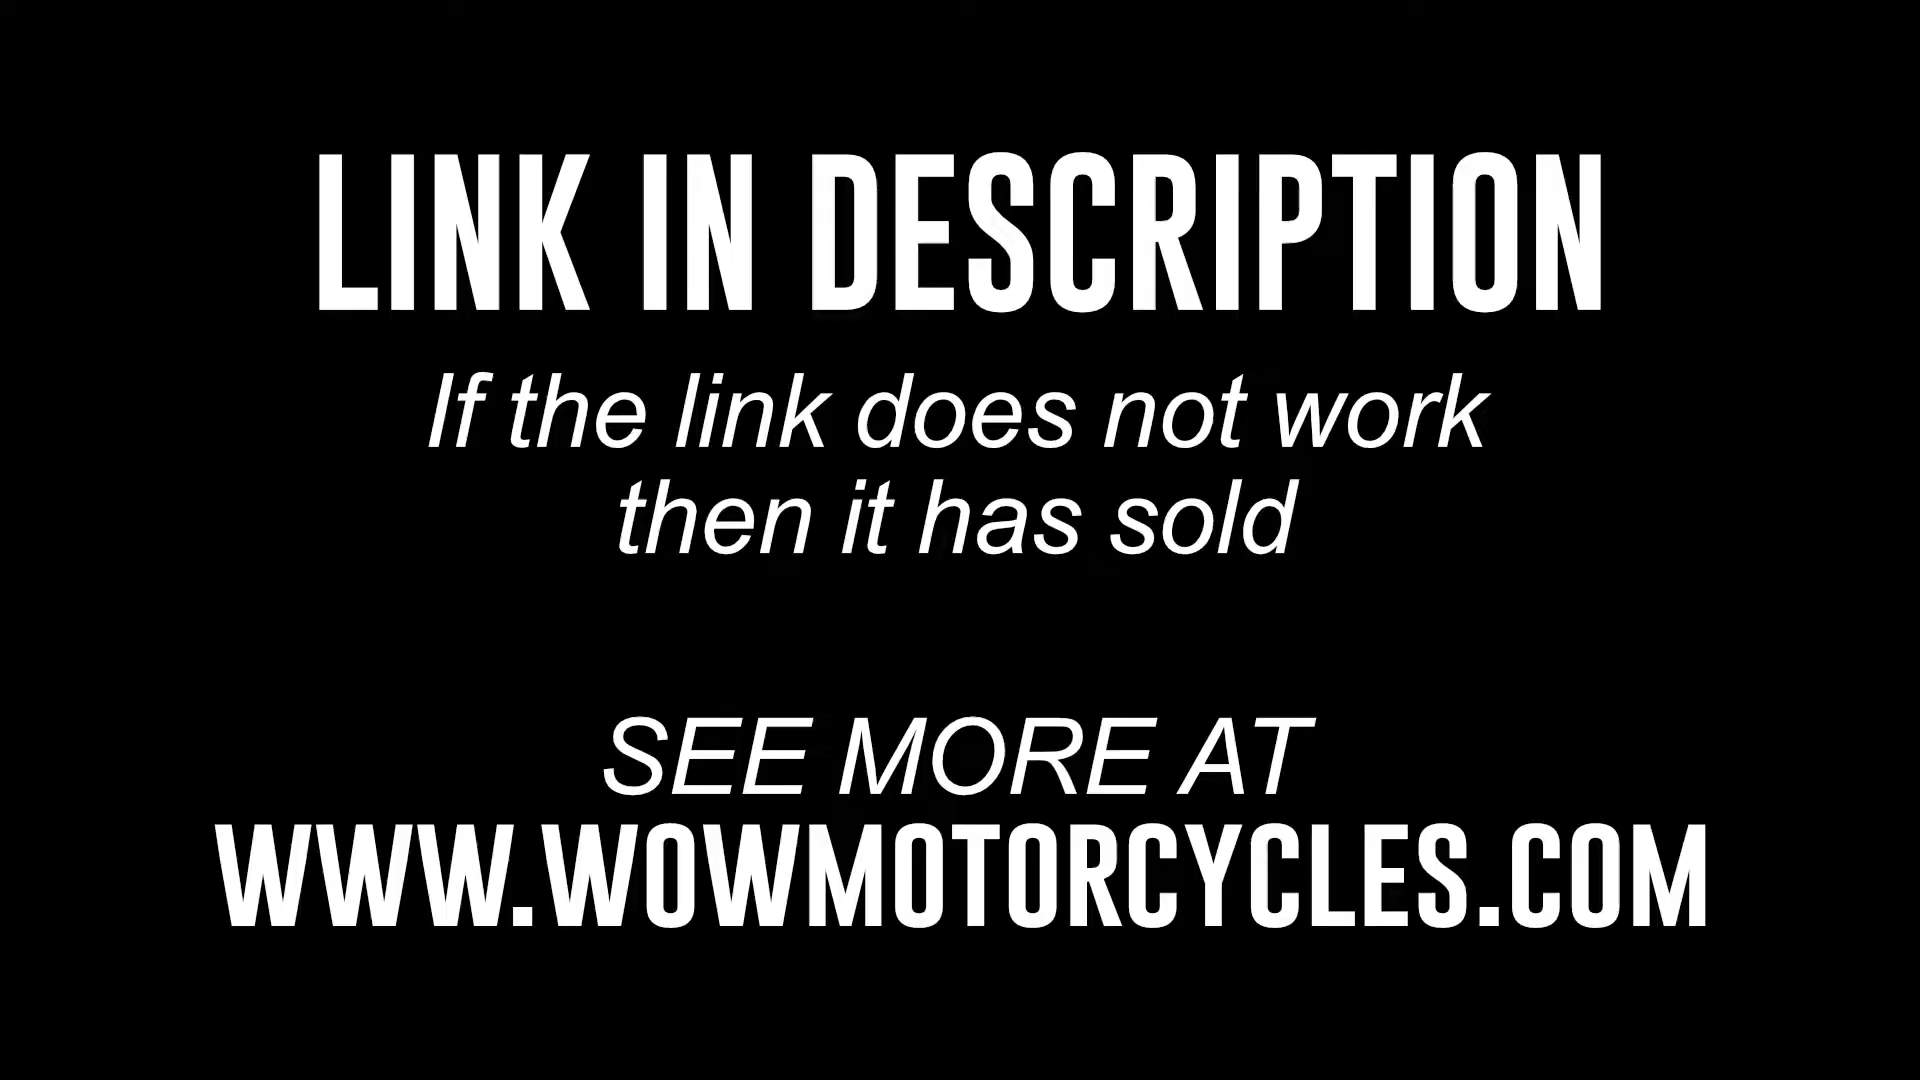 LINK IN DESCRIPTION
If the link does not work
then it has sold
SEE MORE AT
WWW.WOWMOTORCYCLES.COM